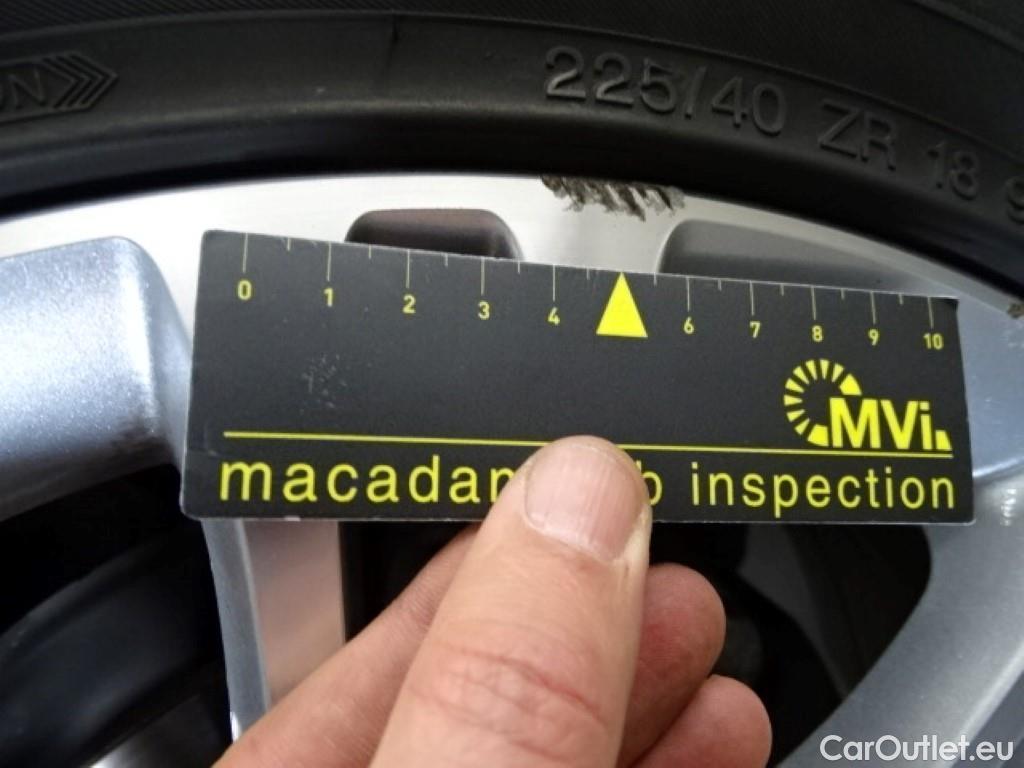 225/40 ZR 18
0 1 2 3 4 6 7 8 9 10
MVi
macadam inspection
CarOutlet.eu